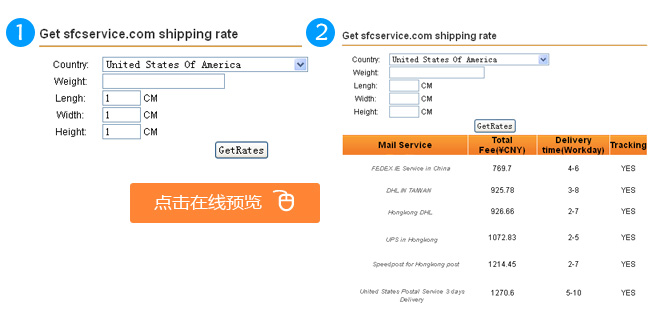 1
Get sfcservice.com shipping rate
Country: United States Of America
Weight:
Lengh: 1 CM
Width: 1 CM
Height: 1 CM
GetRates
点击在线预览
2
Get sfcservice.com shipping rate
Country: United States Of America
Weight:
Lengh: CM
Width: CM
Height: CM
GetRates
Mail Service Total Delivery Tracking
Fee(¥CNY) time(Workday)
FEDEX IE Service in China 769.7 4-6 YES
DHL IN TAIWAN 925.78 3-8 YES
Hongkong DHL 926.66 2-7 YES
UPS in Hongkong 1072.83 2-5 YES
Speedpost for Hongkong post 1214.45 2-7 YES
United States Postal Service 3 days 1270.6 5-10 YES
Delivery